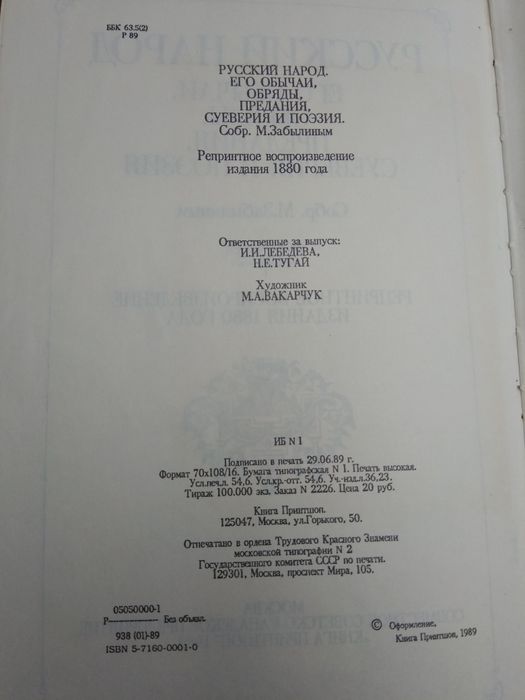 ББК 63.5(2)
Р 89
РУССКИЙ НАРОД.
ЕГО ОБЫЧАИ,
ОБРЯДЫ,
ПРЕДАНИЯ,
СУЕВЕРИЯ И ПОЭЗИЯ.
Собр. М.Забылиным
Репринтное воспроизведение
издания 1880 года
Ответственные за выпуск:
И.И.ЛЕБЕДЕВА,
Н.Е.ТУГАЙ
Художник
М.А.ВАКАРЧУК
ИБ N 1
Подписано в печать 29.06.89 г.
Формат 70х108/16. Бумага типографская N 1. Печать высокая.
Усл.печ.л. 54,6. Усл.кр.-отт. 54,6. Уч.-изд.л.36,23.
Тираж 100.000 экз. Заказ N 2226. Цена 20 руб.
Книга Принтшоп.
125047, Москва, ул.Горького, 50.
Отпечатано в ордена Трудового Красного Знамени
московской типографии N 2
Государственного комитета СССР по печати.
129301, Москва, проспект Мира, 105.
05050000-1
Р-------------- Без объявл.
938 (01)-89
ISBN 5-7160-0001-0
© Оформление,
Книга Принтшоп, 1989